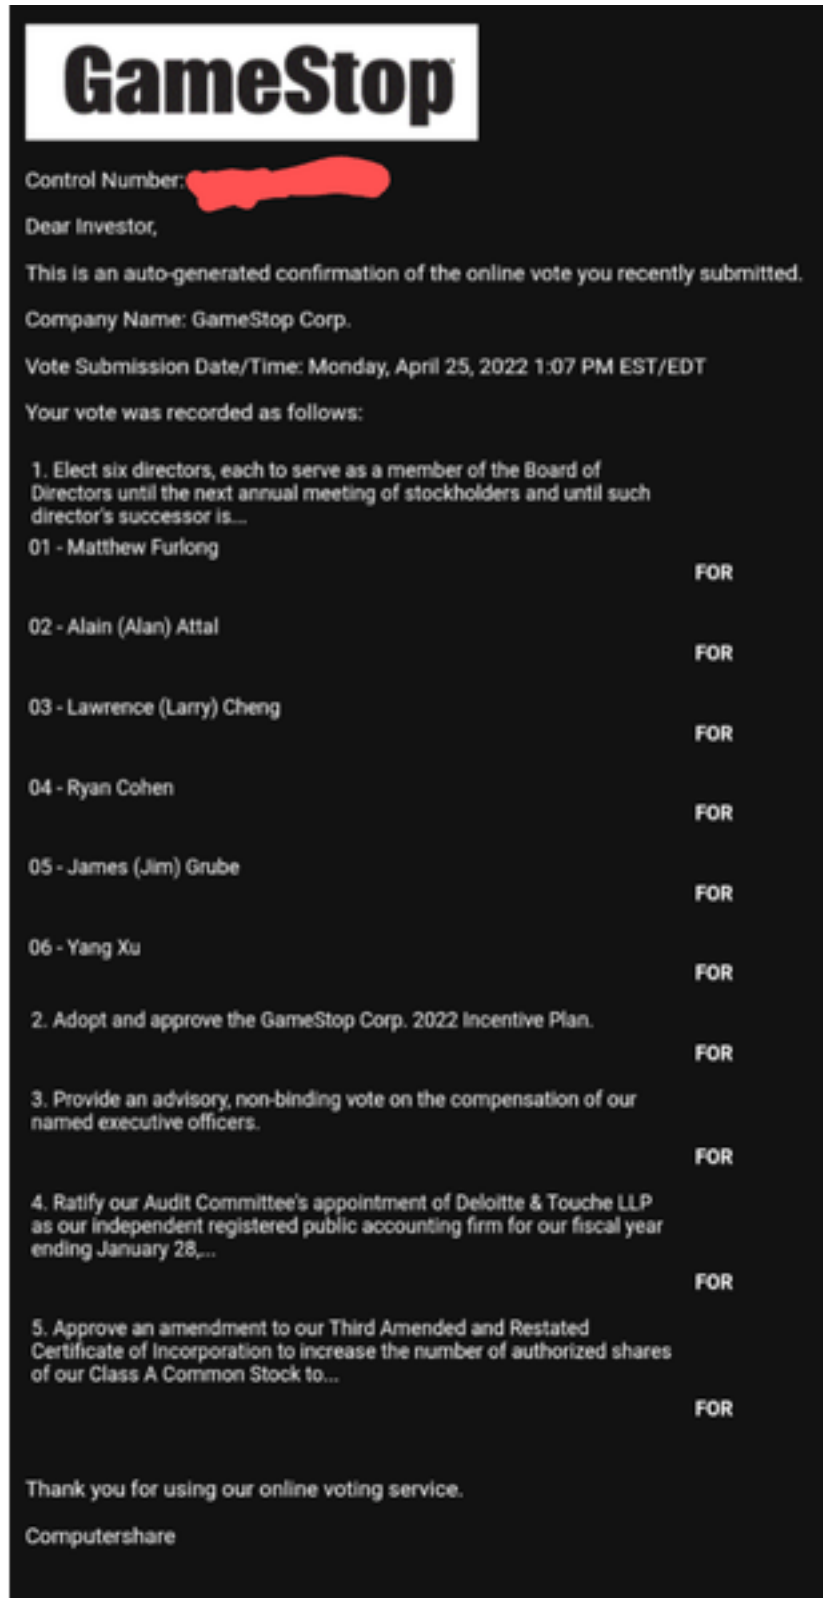 GameStop
Control Number:
Dear Investor,
This is an auto-generated confirmation of the online vote you recently submitted.
Company Name: GameStop Corp.
Vote Submission Date/Time: Monday, April 25, 2022 1:07 PM EST/EDT
Your vote was recorded as follows:
1. Elect six directors, each to serve as a member of the Board of
Directors until the next annual meeting of stockholders and until such
director's successor is...
01 - Matthew Furlong
FOR
02 - Alain (Alan) Attal
FOR
03 - Lawrence (Larry) Cheng
FOR
04 - Ryan Cohen
FOR
05 - James (Jim) Grube
FOR
06 - Yang Xu
FOR
2. Adopt and approve the GameStop Corp. 2022 Incentive Plan.
FOR
3. Provide an advisory, non-binding vote on the compensation of our
named executive officers.
FOR
4. Ratify our Audit Committee's appointment of Deloitte & Touche LLP
as our independent registered public accounting firm for our fiscal year
ending January 28,...
FOR
5. Approve an amendment to our Third Amended and Restated
Certificate of Incorporation to increase the number of authorized shares
of our Class A Common Stock to...
FOR
Thank you for using our online voting service.
Computershare